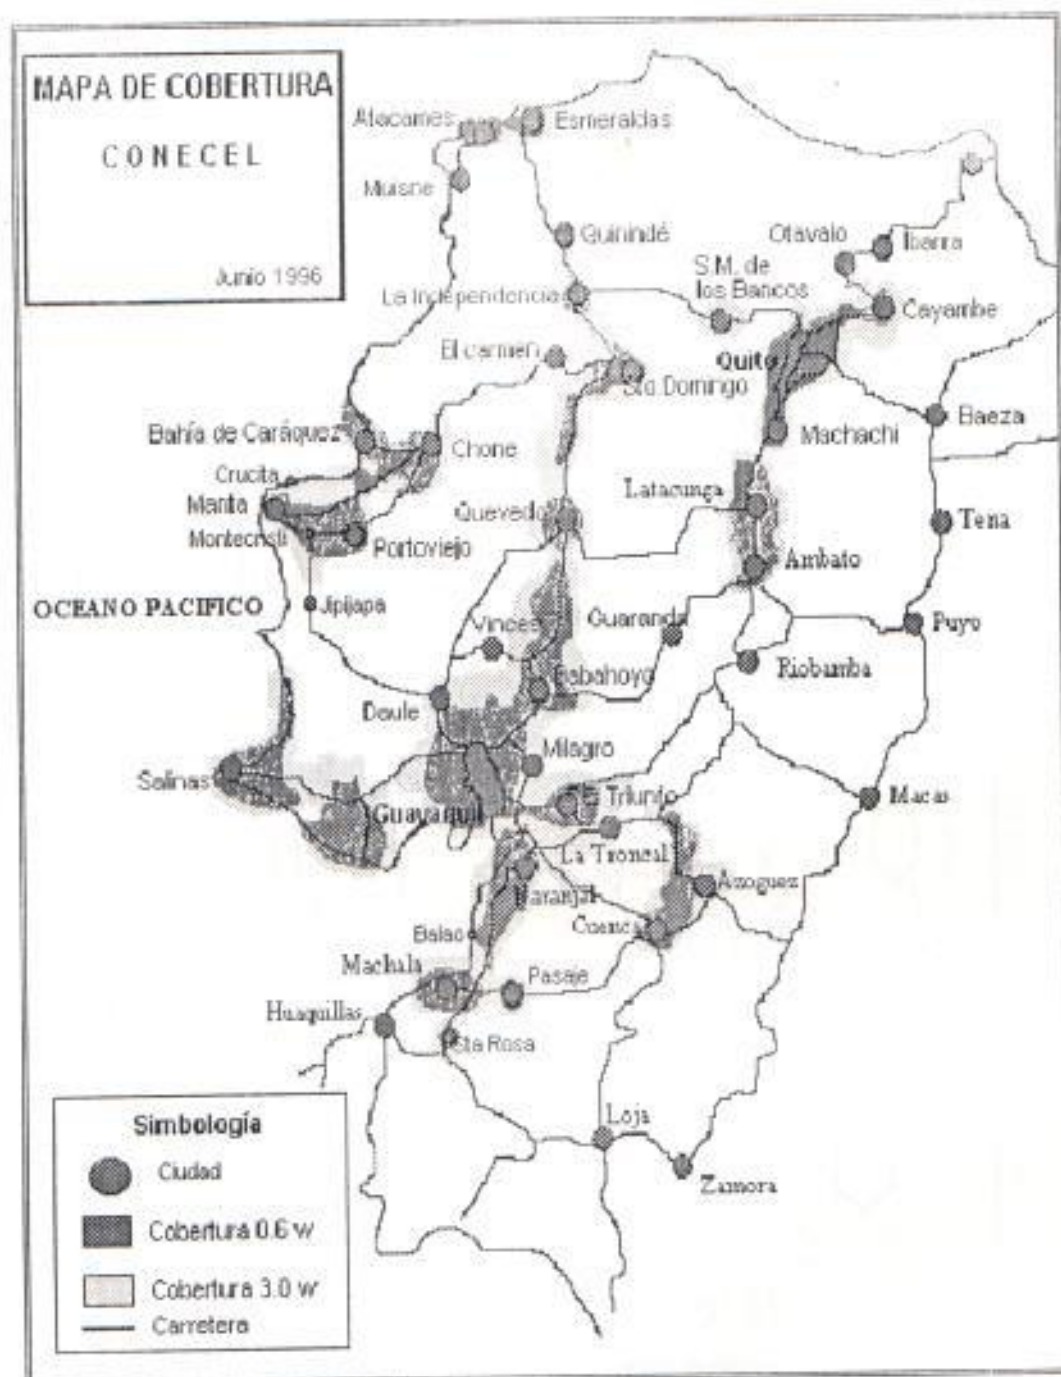 MAPA DE COBERTURA
CONECEL
Junio 1996
Atacames
Esmeraldas
Muisne
Quinindé
Otavalo
Ibarra
S.M. de
los Bancos
La Independencia
Cayambe
El carmen
Quito
Sto.Domingo
Bahía de Caráquez
Chone
Machachi
Baeza
Crucita
Manta
Latacunga
Quevedo
Tena
Montecristi
Portoviejo
Ambato
OCEANO PACIFICO
Jipijapa
Vinces
Guaranda
Puyo
Riobamba
Babahoyo
Daule
Milagro
Salinas
Guayaquil
Triunfo
Macas
La Troncal
Azoguez
Naranjal
Cuenca
Balao
Machala
Pasaje
Huaquillas
Sta Rosa
Loja
Zamora
Simbología
Ciudad
Cobertura 0.6 w
Cobertura 3.0 w
Carretera